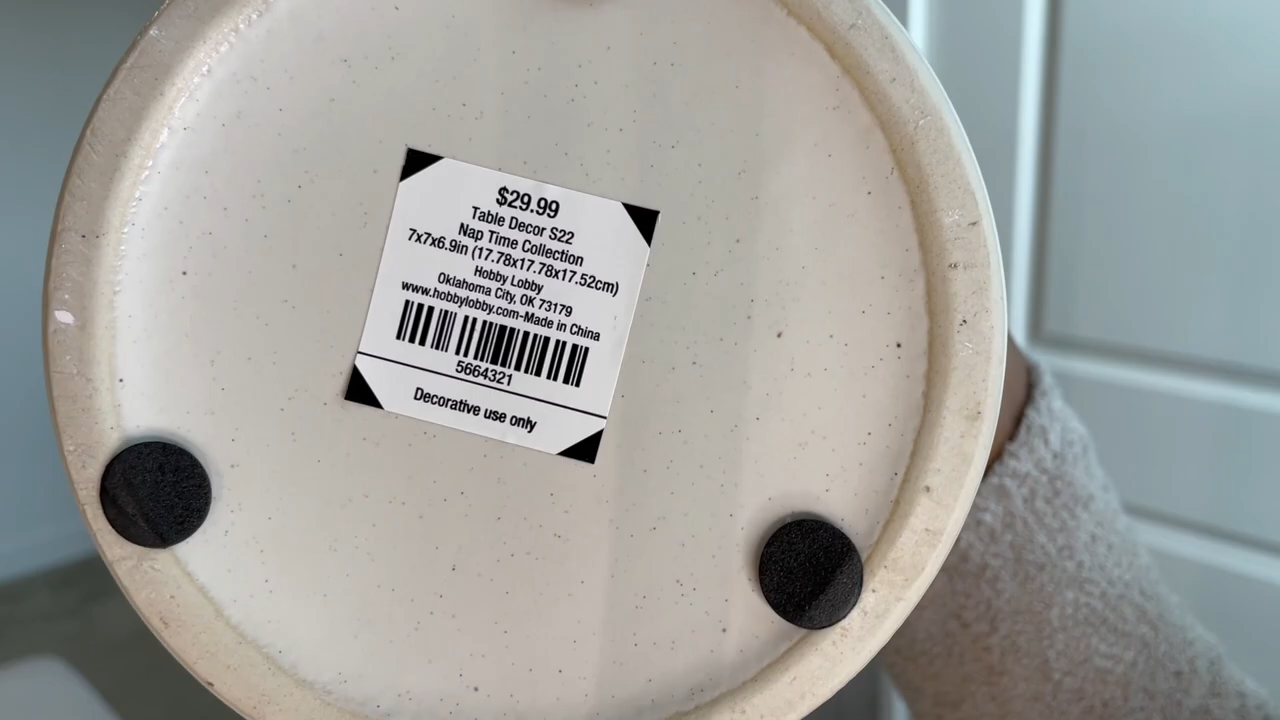 $29.99
Table Decor S22
Nap Time Collection
7x7x6.9in (17.78x17.78x17.52cm)
Hobby Lobby
Oklahoma City, OK 73179
www.hobbylobby.com-Made in China
5664321
Decorative use only